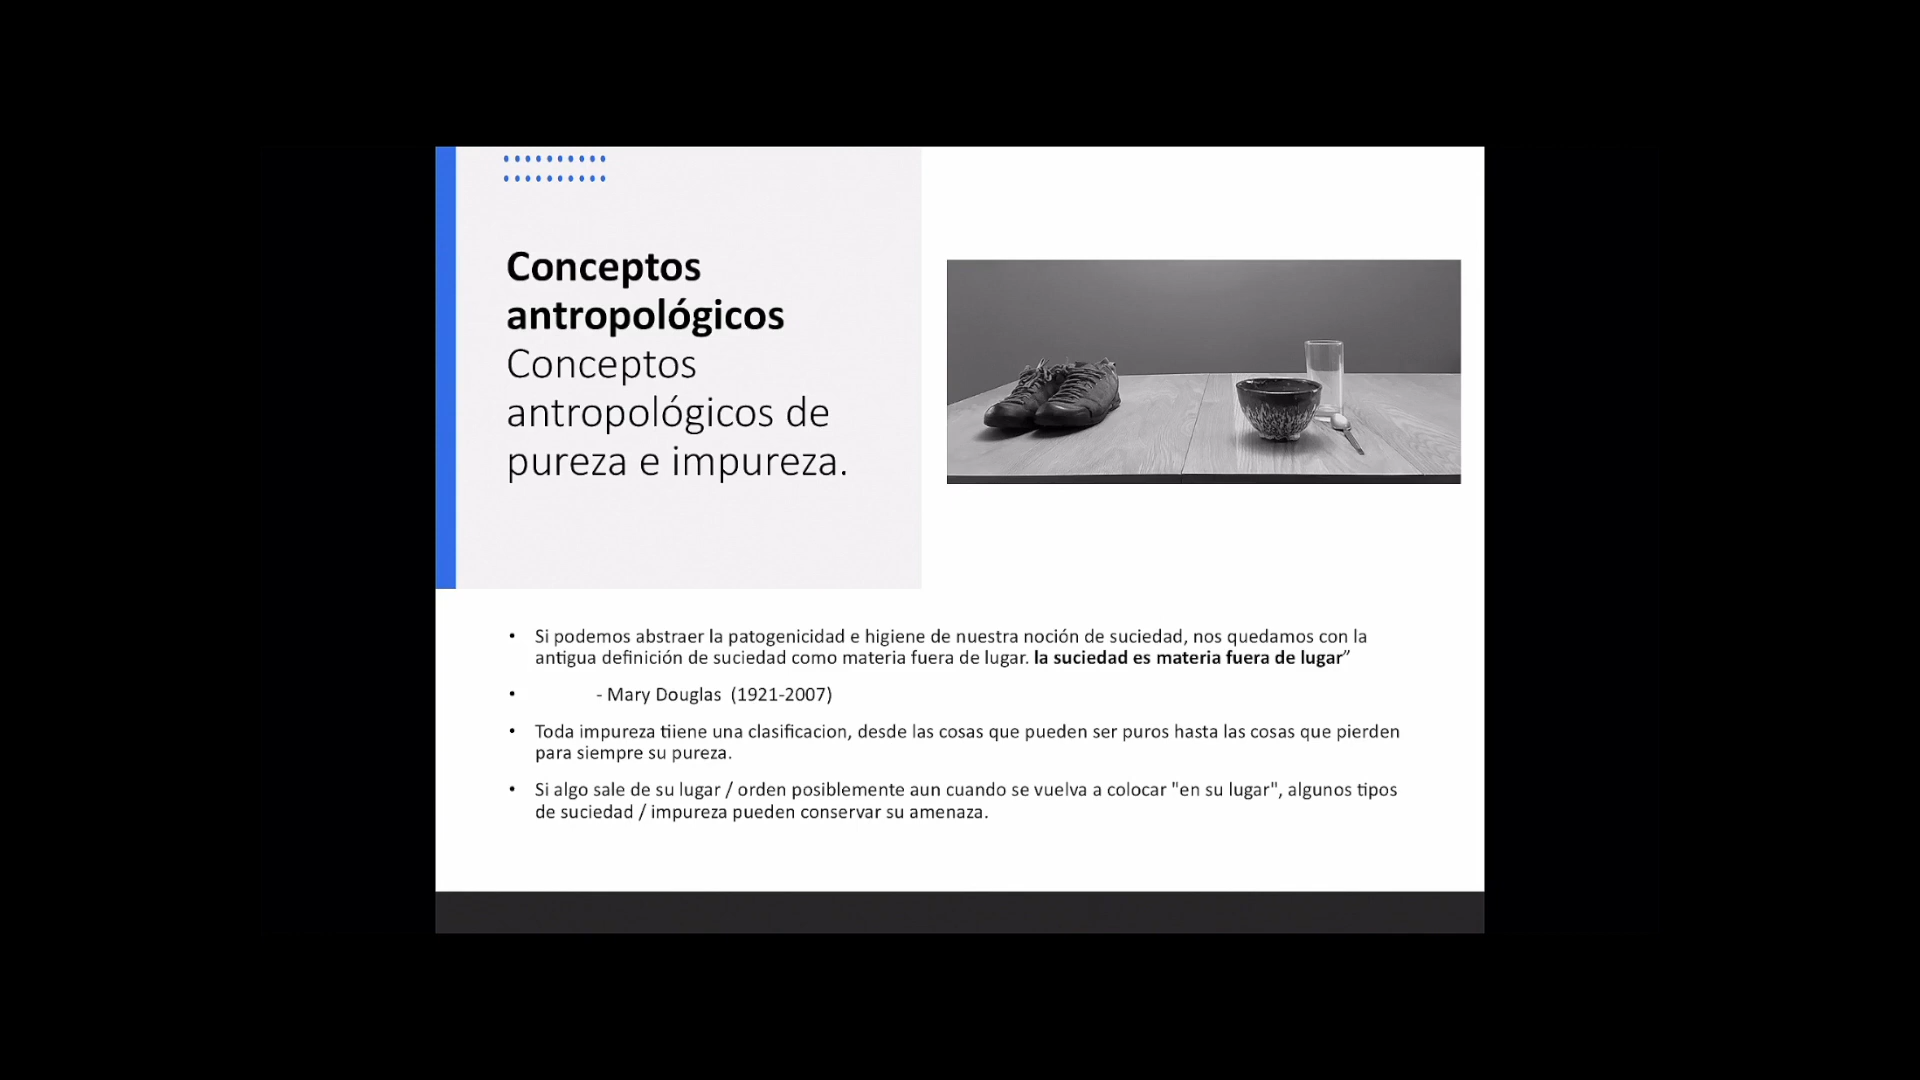 Conceptos
antropológicos
Conceptos
antropológicos de
pureza e impureza.
• Si podemos abstraer la patogenicidad e higiene de nuestra noción de suciedad, nos quedamos con la
antigua definición de suciedad como materia fuera de lugar. la suciedad es materia fuera de lugar”
• - Mary Douglas (1921-2007)
• Toda impureza tiiene una clasificacion, desde las cosas que pueden ser puros hasta las cosas que pierden
para siempre su pureza.
• Si algo sale de su lugar / orden posiblemente aun cuando se vuelva a colocar "en su lugar", algunos tipos
de suciedad / impureza pueden conservar su amenaza.